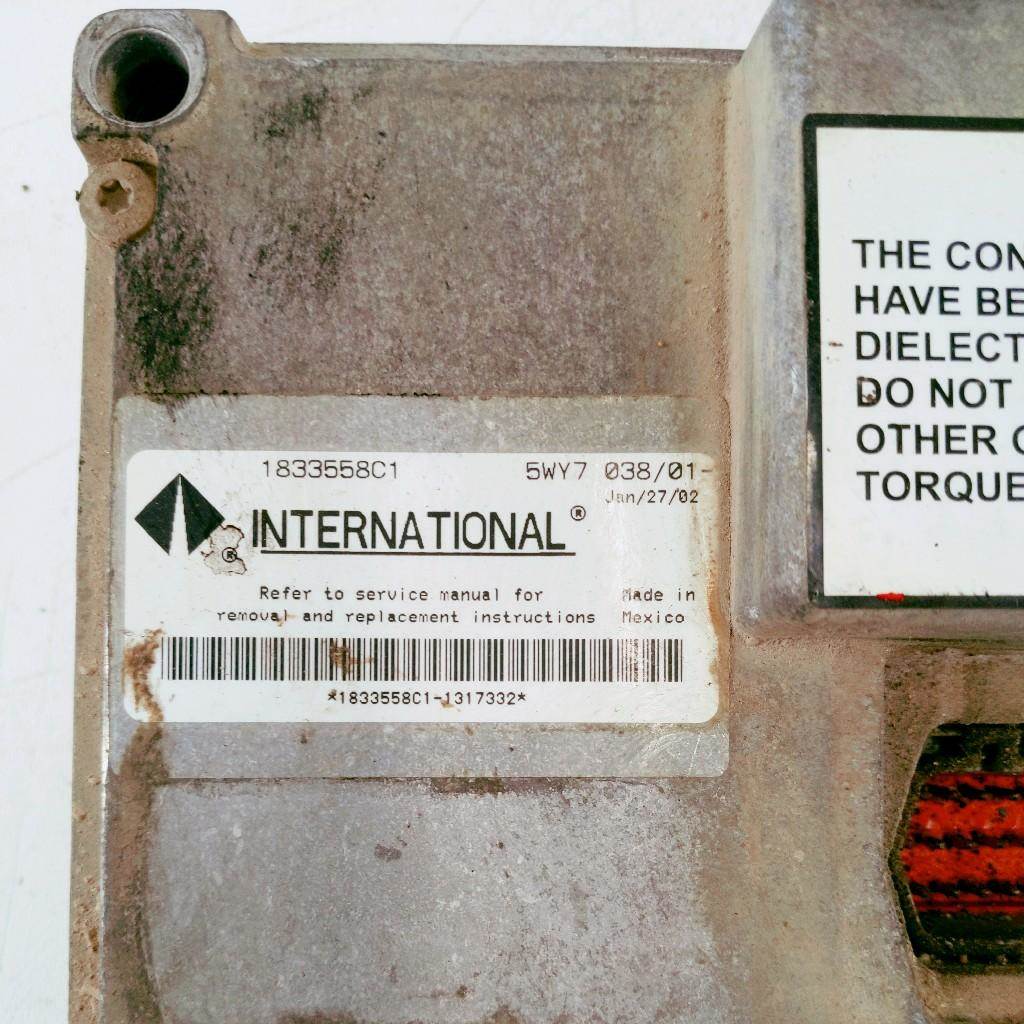 1833558C1 5WY7 038/01-
Jan/27/02
INTERNATIONAL®
®
Refer to service manual for Made in
removal and replacement instructions Mexico
*1833558C1-1317332*
THE CON
HAVE BE
DIELECT
DO NOT
OTHER
TORQUE